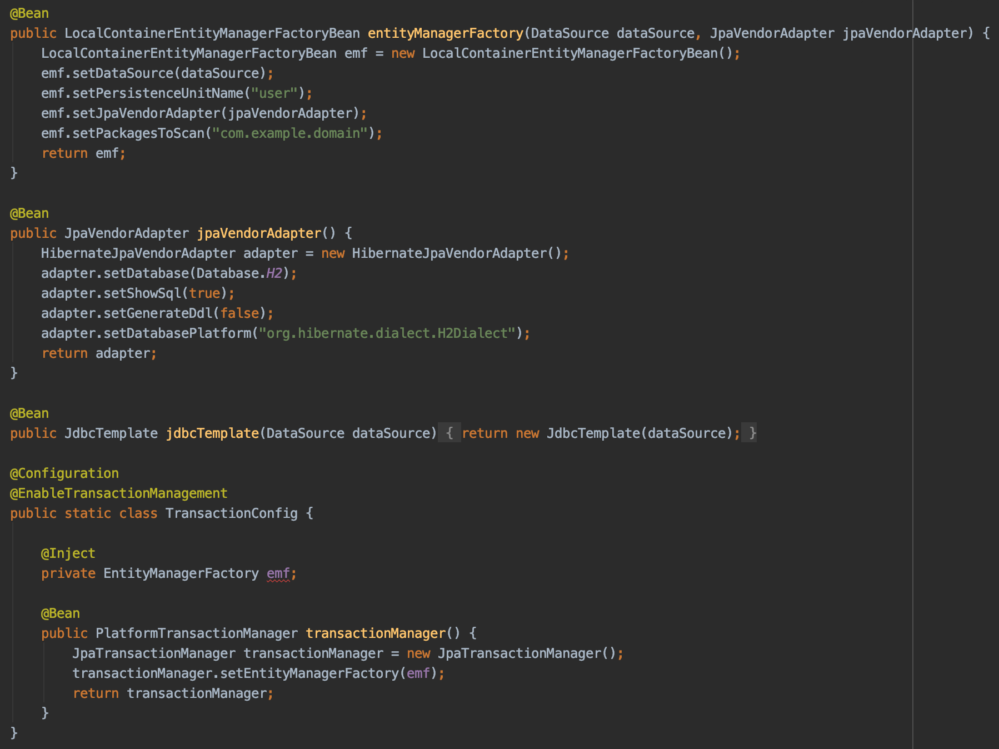 @Bean
public LocalContainerEntityManagerFactoryBean entityManagerFactory(DataSource dataSource, JpaVendorAdapter jpaVendorAdapter) {
    LocalContainerEntityManagerFactoryBean emf = new LocalContainerEntityManagerFactoryBean();
    emf.setDataSource(dataSource);
    emf.setPersistenceUnitName("user");
    emf.setJpaVendorAdapter(jpaVendorAdapter);
    emf.setPackagesToScan("com.example.domain");
    return emf;
}

@Bean
public JpaVendorAdapter jpaVendorAdapter() {
    HibernateJpaVendorAdapter adapter = new HibernateJpaVendorAdapter();
    adapter.setDatabase(Database.H2);
    adapter.setShowSql(true);
    adapter.setGenerateDdl(false);
    adapter.setDatabasePlatform("org.hibernate.dialect.H2Dialect");
    return adapter;
}

@Bean
public JdbcTemplate jdbcTemplate(DataSource dataSource) { return new JdbcTemplate(dataSource); }

@Configuration
@EnableTransactionManagement
public static class TransactionConfig {

    @Inject
    private EntityManagerFactory emf;

    @Bean
    public PlatformTransactionManager transactionManager() {
        JpaTransactionManager transactionManager = new JpaTransactionManager();
        transactionManager.setEntityManagerFactory(emf);
        return transactionManager;
    }
}